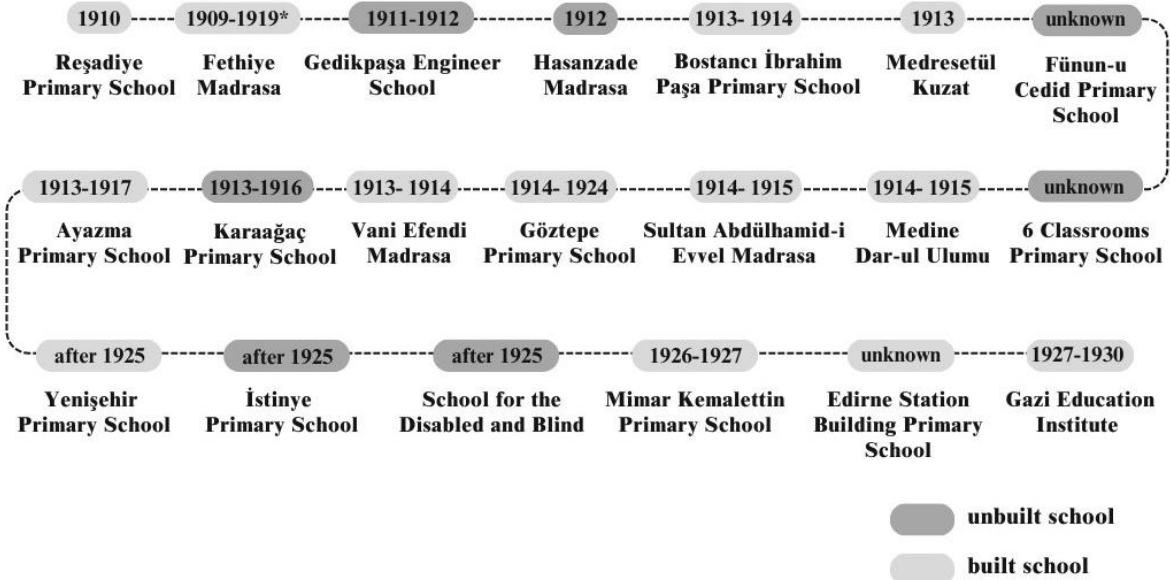 1910 1909-1919* 1911-1912 1912 1913- 1914 1913 unknown
Reşadiye
Primary School
Fethiye
Madrasa
Gedikpaşa Engineer
School
Hasanzade
Madrasa
Bostancı İbrahim
Paşa Primary School
Medresetül
Kuzat
Fünun-u
Cedid Primary
School
1913-1917 1913-1916 1913- 1914 1914- 1924 1914- 1915 1914- 1915 unknown
Ayazma
Primary School
Karaağaç
Primary School
Vani Efendi
Madrasa
Göztepe
Primary School
Sultan Abdülhamid-i
Evvel Madrasa
Medine
Dar-ul Ulumu
6 Classrooms
Primary School
after 1925 after 1925 after 1925 1926-1927 unknown 1927-1930
Yenişehir
Primary School
İstinye
Primary School
School for the
Disabled and Blind
Mimar Kemalettin
Primary School
Edirne Station
Building Primary
School
Gazi Education
Institute
unbuilt school
built school